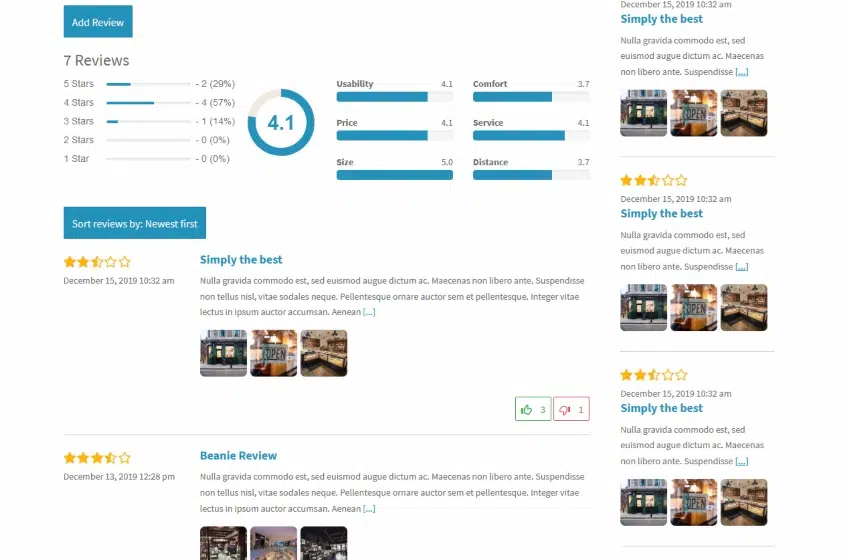 Add Review
7 Reviews
5 Stars - 2 (29%)
4 Stars - 4 (57%)
3 Stars - 1 (14%)
2 Stars - 0 (0%)
1 Star - 0 (0%)
4.1
Usability 4.1
Comfort 3.7
Price 4.1
Service 4.1
Size 5.0
Distance 3.7
Sort reviews by: Newest first
December 15, 2019 10:32 am
Simply the best
Nulla gravida commodo est, sed euismod augue dictum ac. Maecenas non libero ante. Suspendisse
non tellus nisl, vitae sodales neque. Pellentesque ornare auctor sem et pellentesque. Integer vitae
lectus in ipsum auctor accumsan. Aenean [...]
OPEN
3
1
December 13, 2019 12:28 pm
Beanie Review
Nulla gravida commodo est, sed euismod augue dictum ac. Maecenas non libero ante. Suspendisse
non tellus nisl, vitae sodales neque. Pellentesque ornare auctor sem et pellentesque. Integer vitae
lectus in ipsum auctor accumsan. Aenean [...]
December 15, 2019 10:32 am
Simply the best
Nulla gravida commodo est, sed
euismod augue dictum ac. Maecenas
non libero ante. Suspendisse [...]
OPEN
December 15, 2019 10:32 am
Simply the best
Nulla gravida commodo est, sed
euismod augue dictum ac. Maecenas
non libero ante. Suspendisse [...]
OPEN
December 15, 2019 10:32 am
Simply the best
Nulla gravida commodo est, sed
euismod augue dictum ac. Maecenas
non libero ante. Suspendisse [...]
OPEN